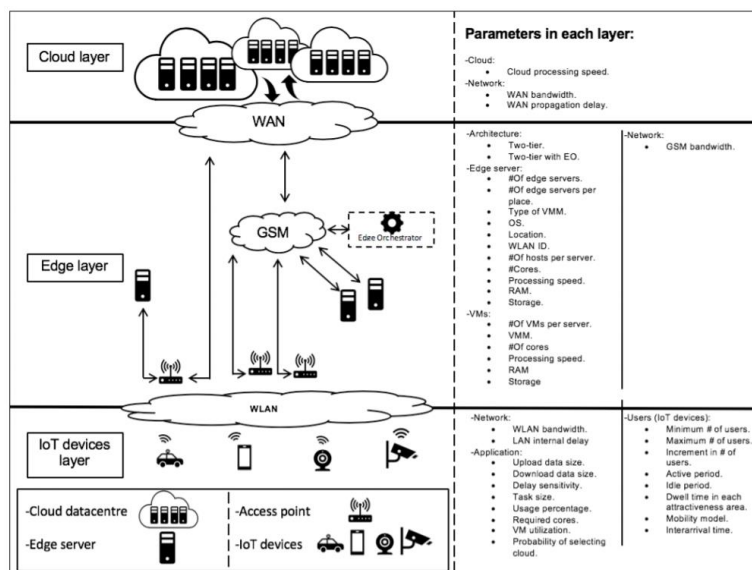 Cloud layer
WAN
GSM
Edee Orchestrator
Edge layer
WLAN
IoT devices
layer
-Cloud datacentre
-Edge server
-Access point
-IoT devices
Parameters in each layer:
-Cloud:
• Cloud processing speed.
-Network:
• WAN bandwidth.
• WAN propagation delay.
-Architecture:
• Two-tier.
• Two-tier with EO.
-Edge server:
• #Of edge servers.
• #Of edge servers per
place.
• Type of VMM.
• OS.
• Location.
• WLAN ID.
• #Of hosts per server.
• #Cores.
• Processing speed.
• RAM.
• Storage.
-VMs:
• #Of VMs per server.
• VMM.
• #Of cores
• Processing speed.
• RAM
• Storage
-Network:
• GSM bandwidth.
-Network:
• WLAN bandwidth.
• LAN internal delay
-Application:
• Upload data size.
• Download data size.
• Delay sensitivity.
• Task size.
• Usage percentage.
• Required cores.
• VM utilization.
• Probability of selecting
cloud.
-Users (IoT devices):
• Minimum # of users.
• Maximum # of users.
• Increment in # of
users.
• Active period.
• Idle period.
• Dwell time in each
attractiveness area.
• Mobility model.
• Interarrival time.